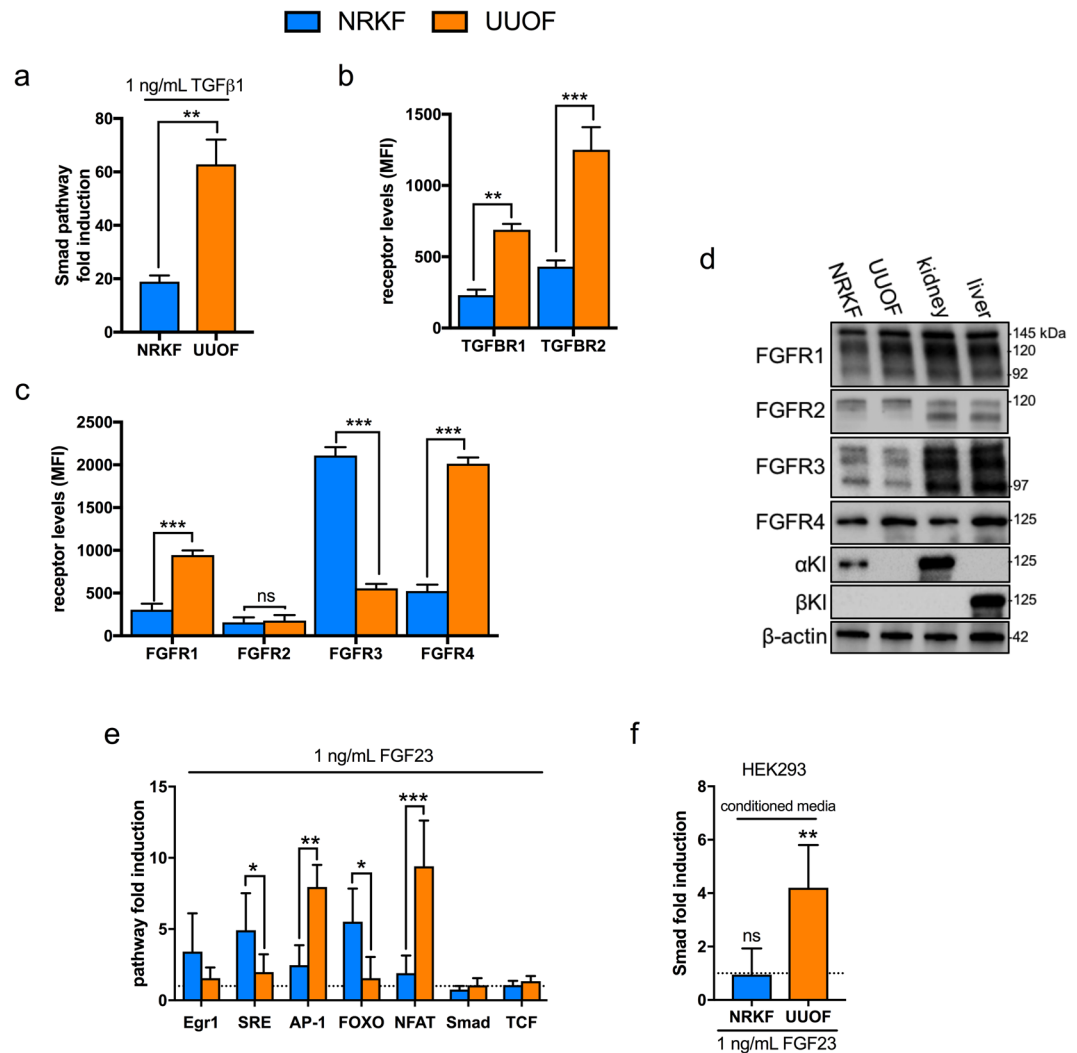 NRKF UUOF
a
1 ng/mL TGFβ1
**
80
60
40
20
0
Smad pathway
fold induction
NRKF UUOF
b
***
**
1500
1000
500
0
receptor levels (MFI)
TGFBR1 TGFBR2
c
2500
2000
1500
1000
500
0
receptor levels (MFI)
*** ns *** ***
FGFR1 FGFR2 FGFR3 FGFR4
d
NRKF UUOF kidney liver
FGFR1 145 kDa
120
92
FGFR2 120
FGFR3 97
FGFR4 125
αKl 125
βKl 125
β-actin 42
e
1 ng/mL FGF23
15
10
5
0
pathway fold induction
* ** * ***
Egr1 SRE AP-1 FOXO NFAT Smad TCF
f
HEK293
conditioned media
8
6
4
2
0
Smad fold induction
ns **
NRKF UUOF
1 ng/mL FGF23